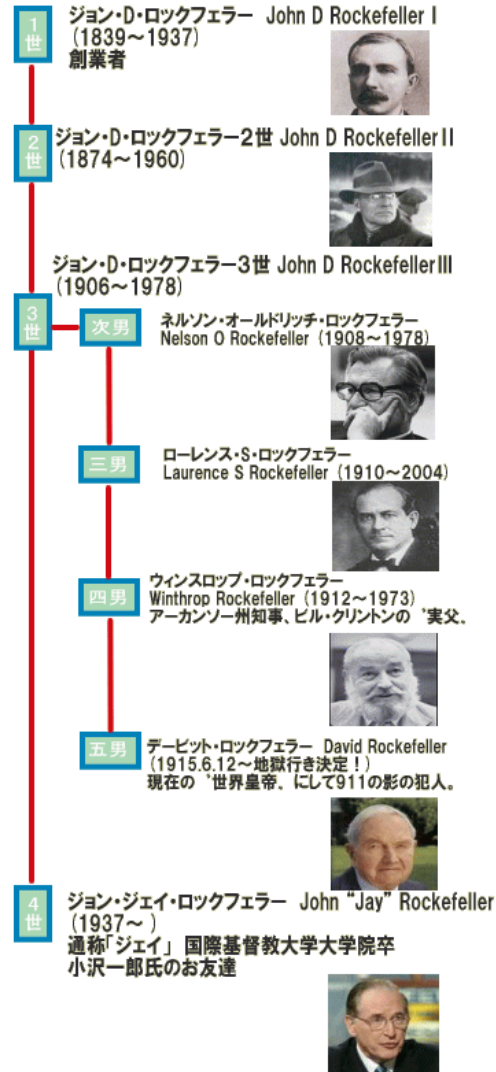 1世
ジョン・D・ロックフェラー John D Rockefeller I
(1839～1937)
創業者
2世
ジョン・D・ロックフェラー2世 John D Rockefeller II
(1874～1960)
ジョン・D・ロックフェラー3世 John D Rockefeller III
(1906～1978)
3世
次男
ネルソン・オールドリッチ・ロックフェラー
Nelson O Rockefeller (1908～1978)
三男
ローレンス・S・ロックフェラー
Laurence S Rockefeller (1910～2004)
四男
ウィンスロップ・ロックフェラー
Winthrop Rockefeller (1912～1973)
アーカンソー州知事、ビル・クリントンの〝実父〟
五男
デービット・ロックフェラー David Rockefeller
(1915.6.12～地獄行き決定！)
現在の〝世界皇帝〟にして911の影の犯人。
4世
ジョン・ジェイ・ロックフェラー John “Jay” Rockefeller
(1937～ )
通称「ジェイ」 国際基督教大学大学院卒
小沢一郎氏のお友達